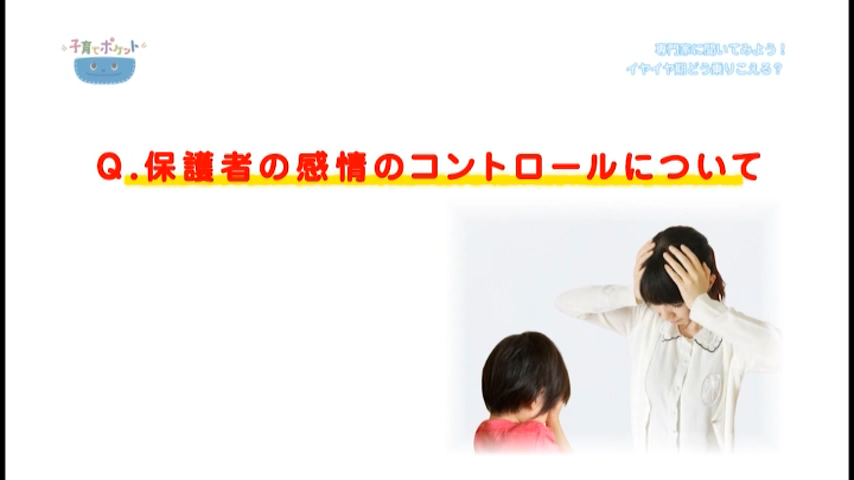 子育てポケット
専門家に聞いてみよう！
イヤイヤ期どう乗りこえる？
Q.保護者の感情のコントロールについて